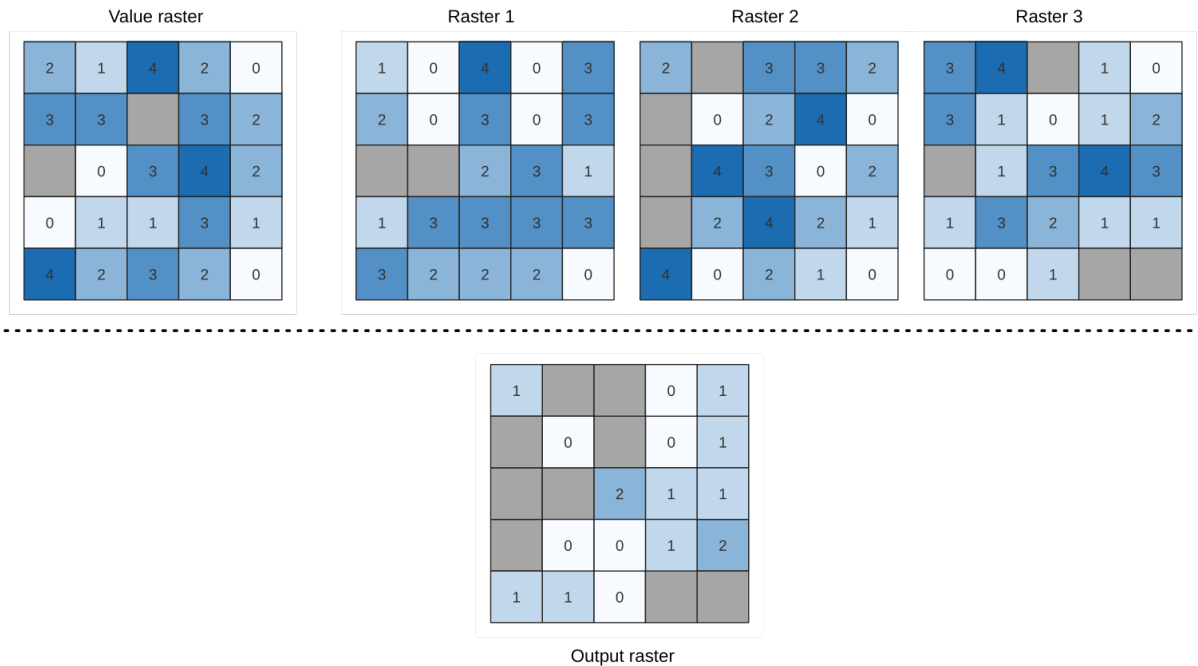 Value raster Raster 1 Raster 2 Raster 3
2 1 4 2 0 1 0 4 0 3 2 3 3 2 3 4 1 0
3 3 3 2 2 0 3 0 3 0 2 4 0 3 1 0 1 2
0 3 4 2 2 3 1 4 3 0 2 1 3 4 3
0 1 1 3 1 1 3 3 3 3 2 4 2 1 1 3 2 1 1
4 2 3 2 0 3 2 2 2 0 4 0 2 1 0 0 0 1
1 0 1
0 0 1
2 1 1
0 0 1 2
1 1 0
Output raster